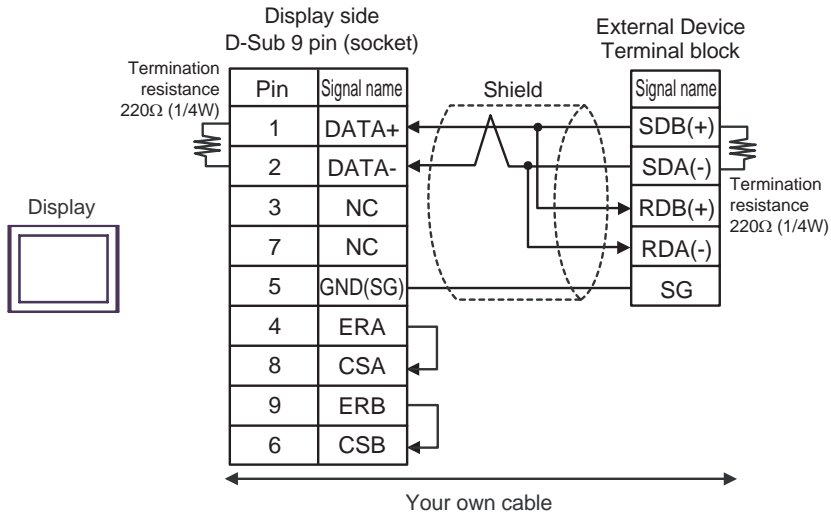 Display side
D-Sub 9 pin (socket)
External Device
Terminal block
Termination
resistance
220Ω (1/4W)
Pin Signal name
Shield
Signal name
1 DATA+
SDB(+)
2 DATA-
SDA(-)
Termination
resistance
220Ω (1/4W)
Display
3 NC
RDB(+)
7 NC
RDA(-)
5 GND(SG)
SG
4 ERA
8 CSA
9 ERB
6 CSB
Your own cable